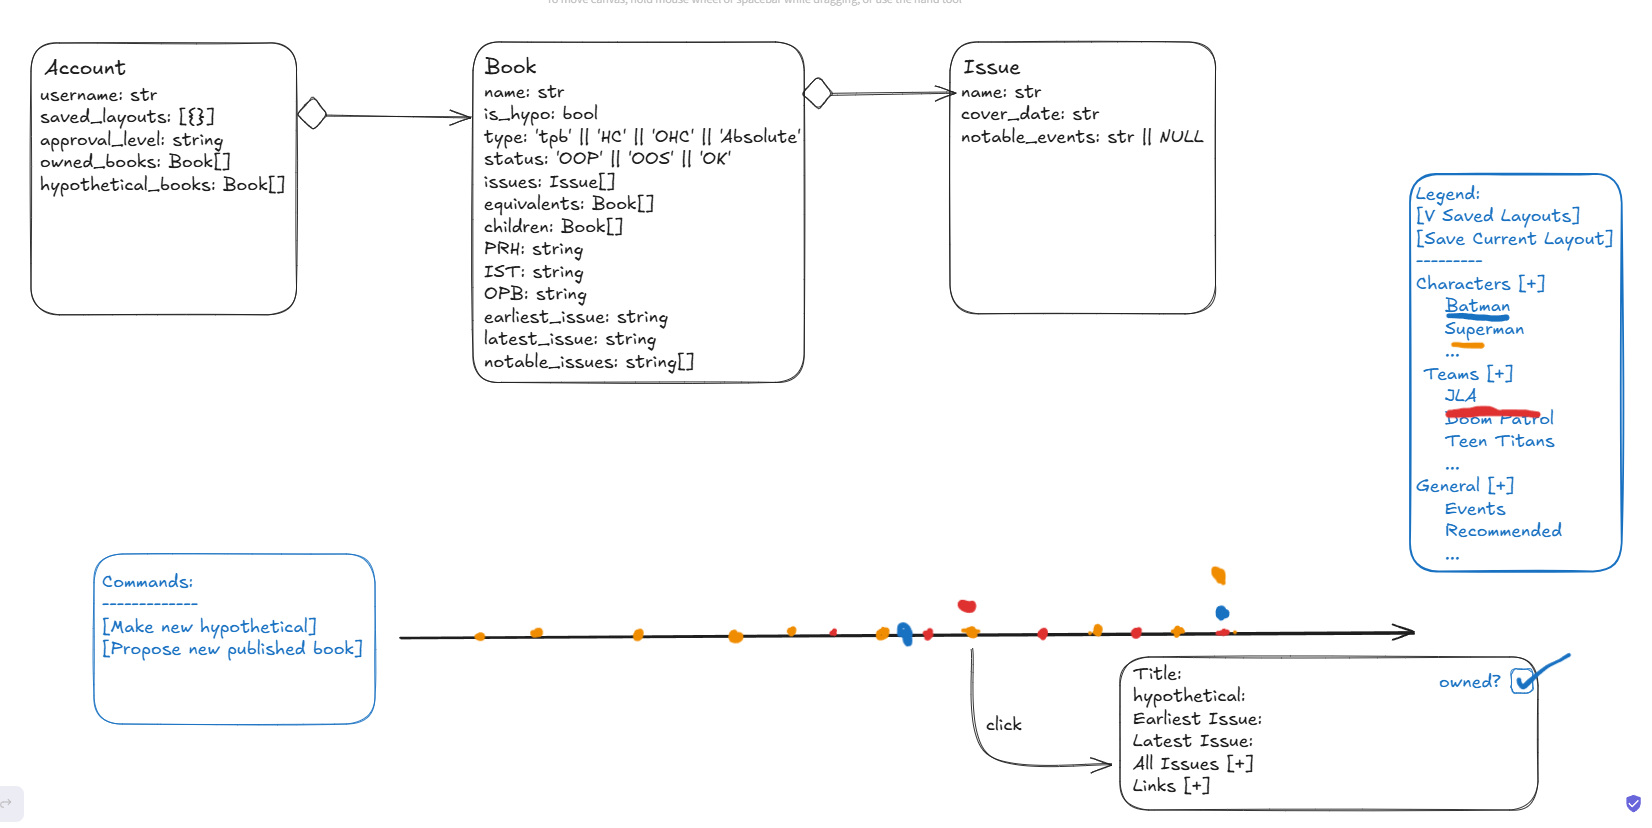 To move canvas, hold mouse wheel or spacebar while dragging, or use the hand tool
Account
username: str
saved_layouts: [{}]
approval_level: string
owned_books: Book[]
hypothetical_books: Book[]
Book
name: str
is_hypo: bool
type: 'tpb' || 'HC' || 'OHC' || 'Absolute'
status: 'OOP' || 'OOS' || 'OK'
issues: Issue[]
equivalents: Book[]
children: Book[]
PRH: string
IST: string
OPB: string
earliest_issue: string
latest_issue: string
notable_issues: string[]
Issue
name: str
cover_date: str
notable_events: str || NULL
Legend:
[V Saved Layouts]
[Save Current Layout]
---------
Characters [+]
Batman
Superman
...
Teams [+]
JLA
Doom Patrol
Teen Titans
...
General [+]
Events
Recommended
...
Commands:
-------------
[Make new hypothetical]
[Propose new published book]
click
Title:
owned?
hypothetical:
Earliest Issue:
Latest Issue:
All Issues [+]
Links [+]